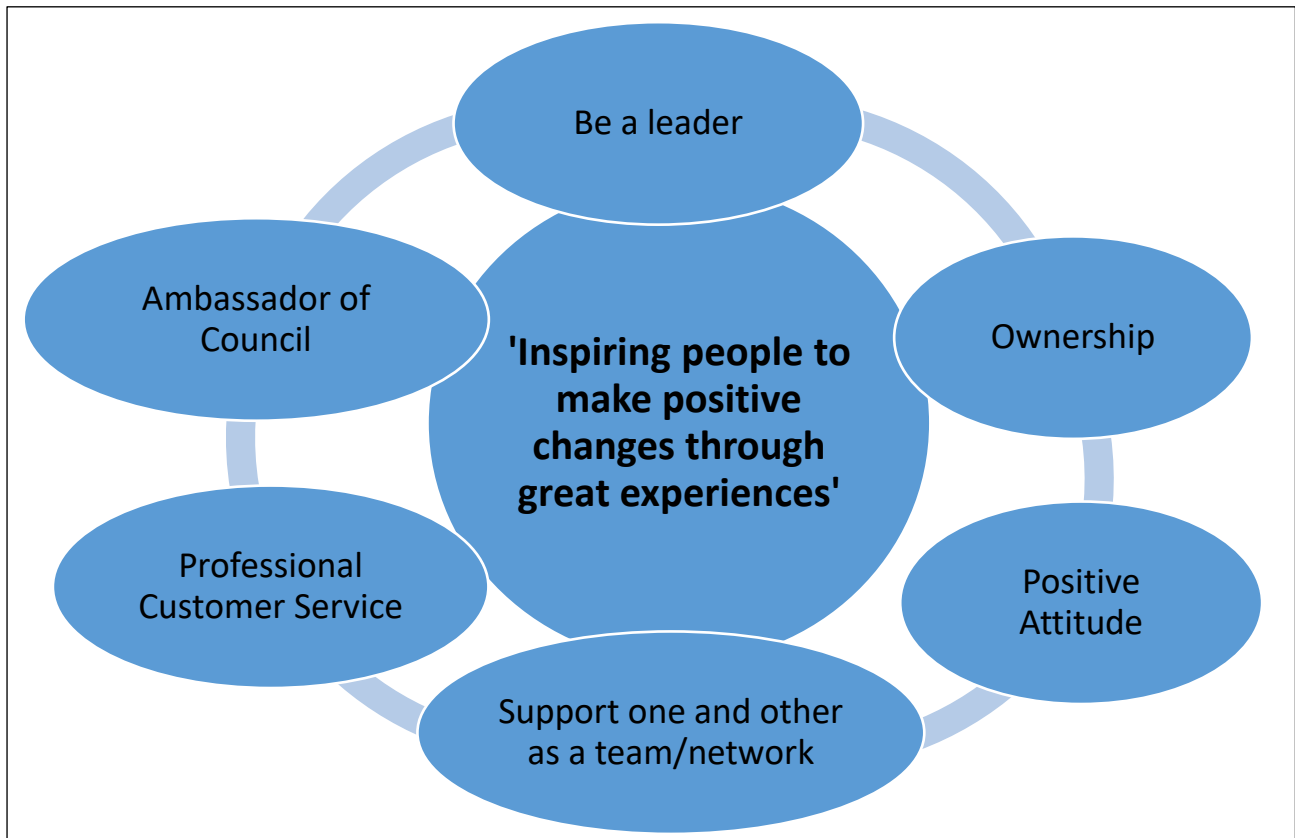 Be a leader
Ambassador of
Council
Ownership
'Inspiring people to
make positive
changes through
great experiences'
Professional
Customer Service
Positive
Attitude
Support one and other
as a team/network